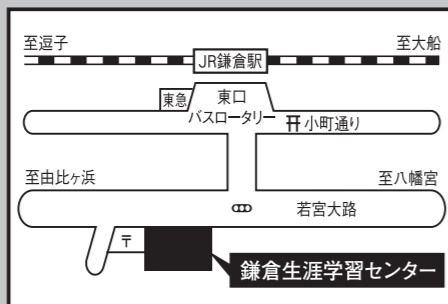 至逗子
至大船
JR鎌倉駅
東急
東口
バスロータリー
小町通り
至由比ヶ浜
至八幡宮
若宮大路
〒
鎌倉生涯学習センター